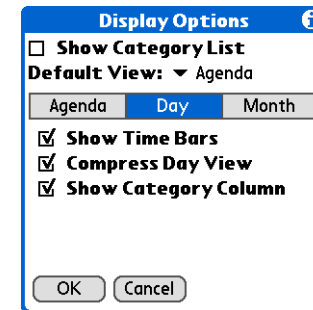 Display Options
Show Category List
Default View: Agenda
Agenda Day Month
Show Time Bars
Compress Day View
Show Category Column
OK Cancel